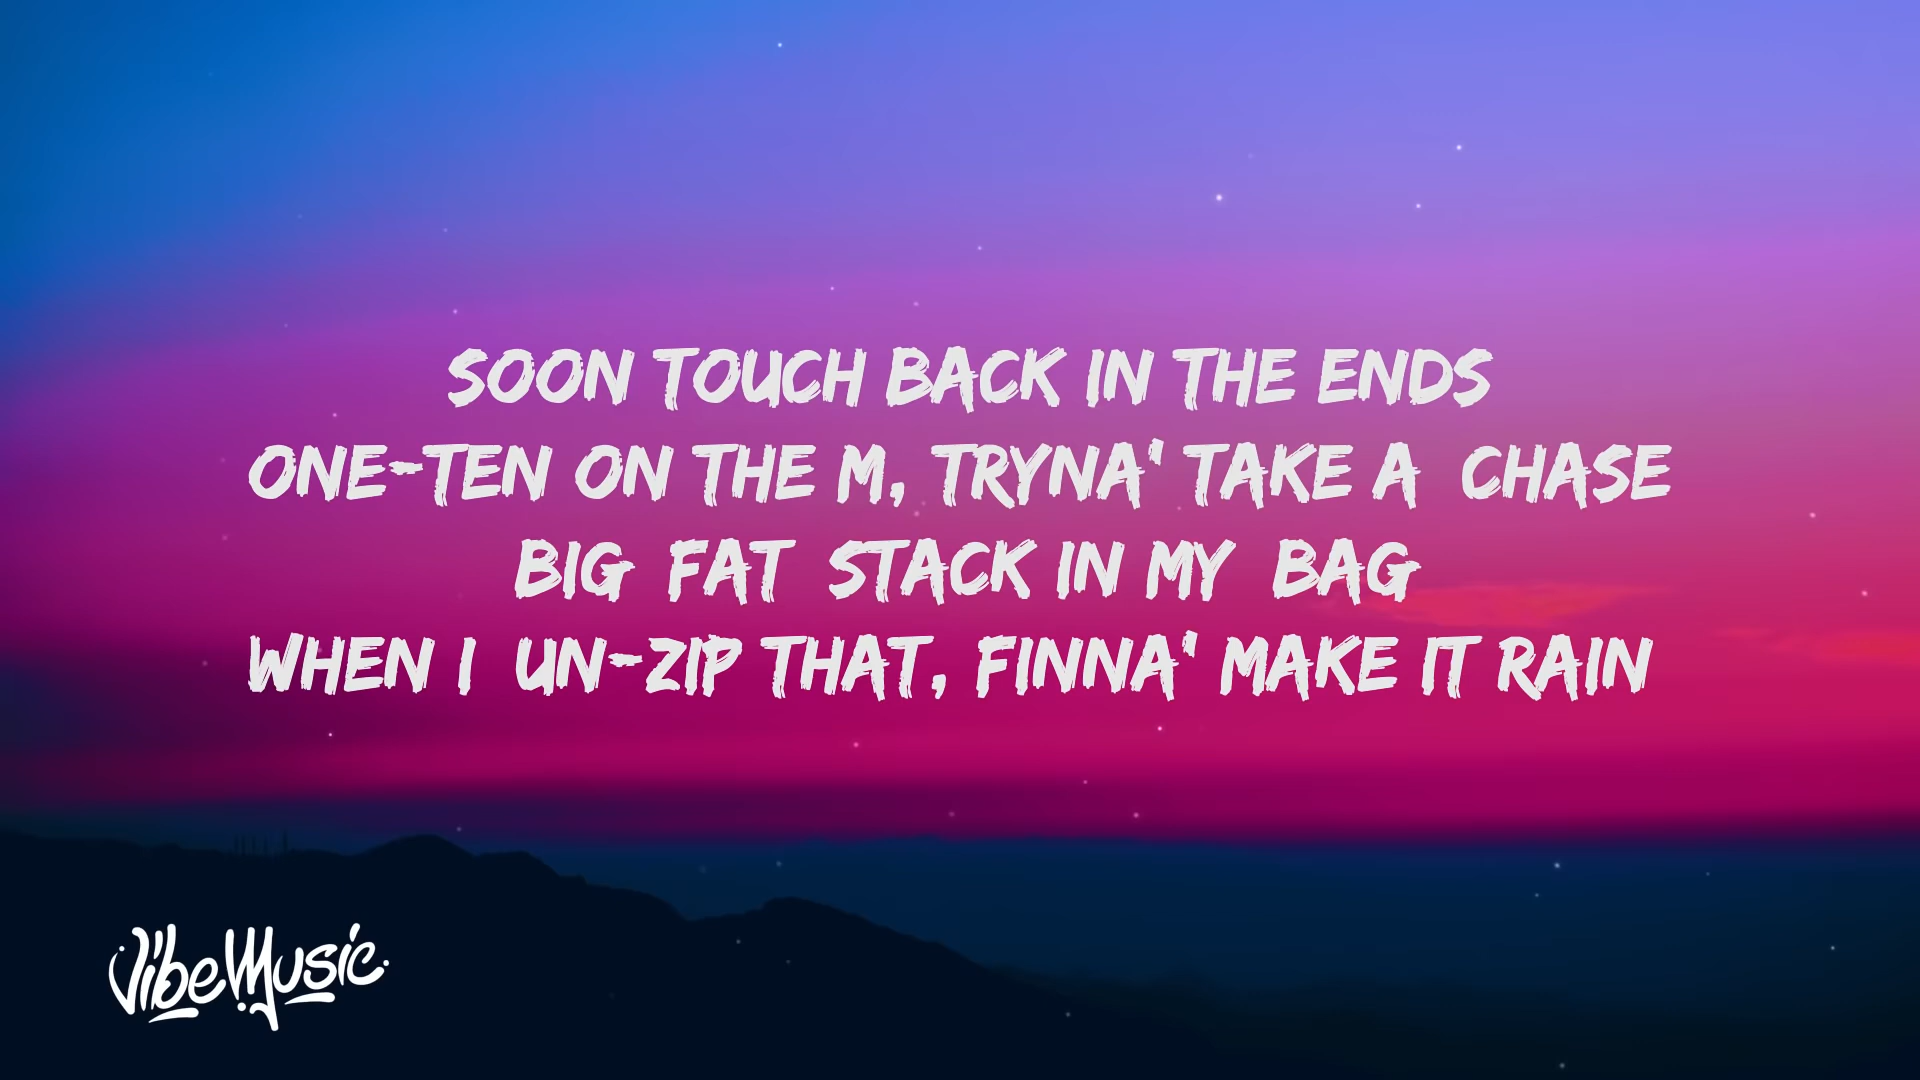 SOON TOUCH BACK IN THE ENDS
ONE-TEN ON THE M, TRYNA' TAKE A CHASE
BIG FAT STACK IN MY BAG
WHEN I UN-ZIP THAT, FINNA' MAKE IT RAIN
VibeMusic